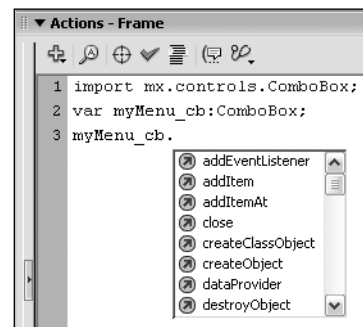 Actions - Frame
1 import mx.controls.ComboBox;
2 var myMenu_cb:ComboBox;
3 myMenu_cb.
addEventListener
addItem
addItemAt
close
createClassObject
createObject
dataProvider
destroyObject